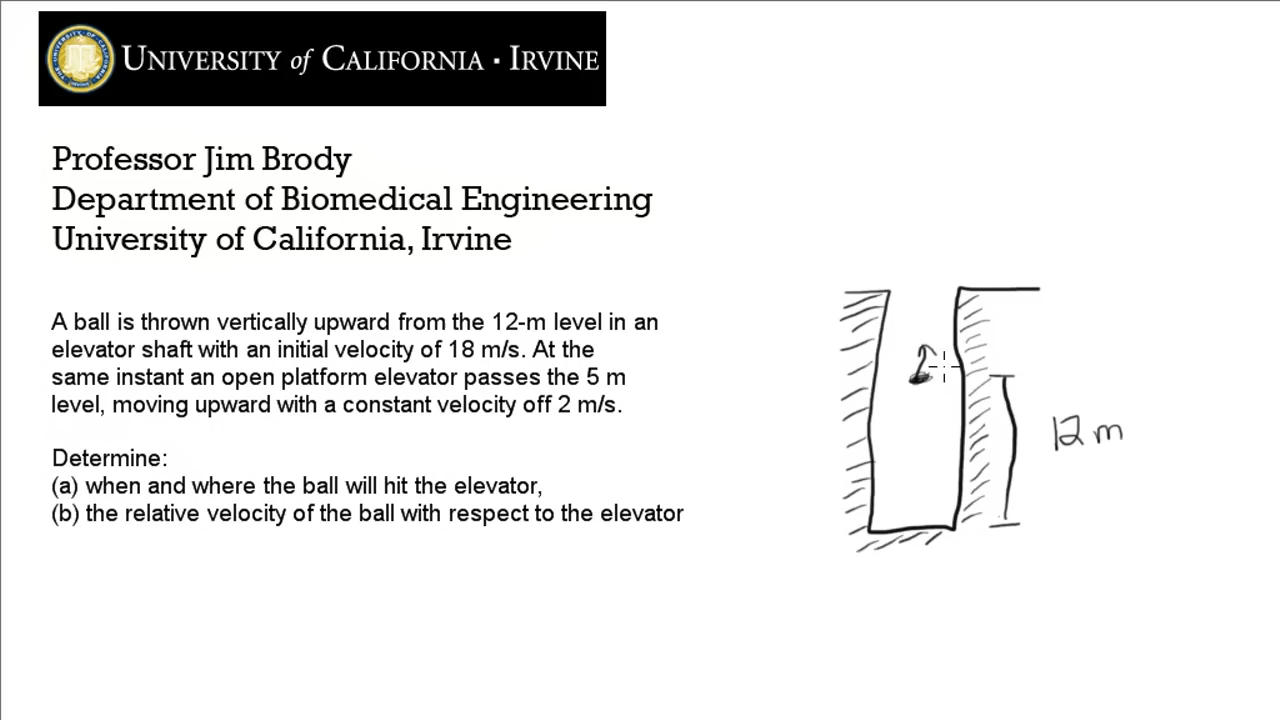 UNIVERSITY of CALIFORNIA · IRVINE
Professor Jim Brody
Department of Biomedical Engineering
University of California, Irvine
A ball is thrown vertically upward from the 12-m level in an
elevator shaft with an initial velocity of 18 m/s. At the
same instant an open platform elevator passes the 5 m
level, moving upward with a constant velocity off 2 m/s.
Determine:
(a) when and where the ball will hit the elevator,
(b) the relative velocity of the ball with respect to the elevator
12 m